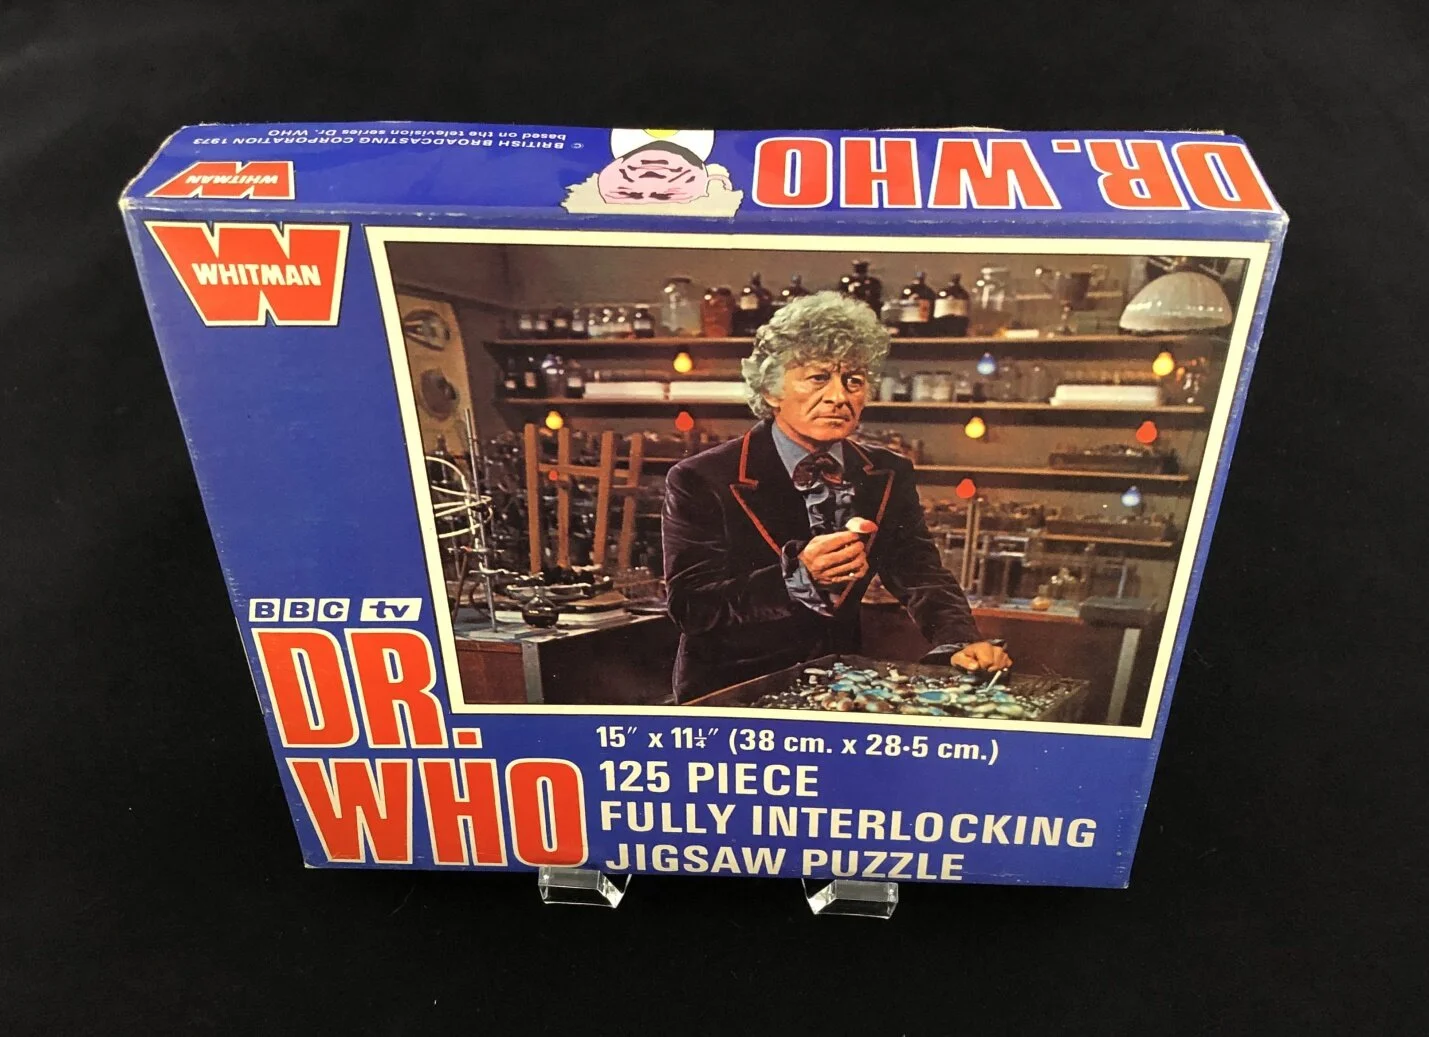 © BRITISH BROADCASTING CORPORATION 1973
based on the television series Dr. WHO
WHITMAN
DR. WHO
WHITMAN
BBC tv
DR.
WHO
15" x 11¼" (38 cm. x 28·5 cm.)
125 PIECE
FULLY INTERLOCKING
JIGSAW PUZZLE